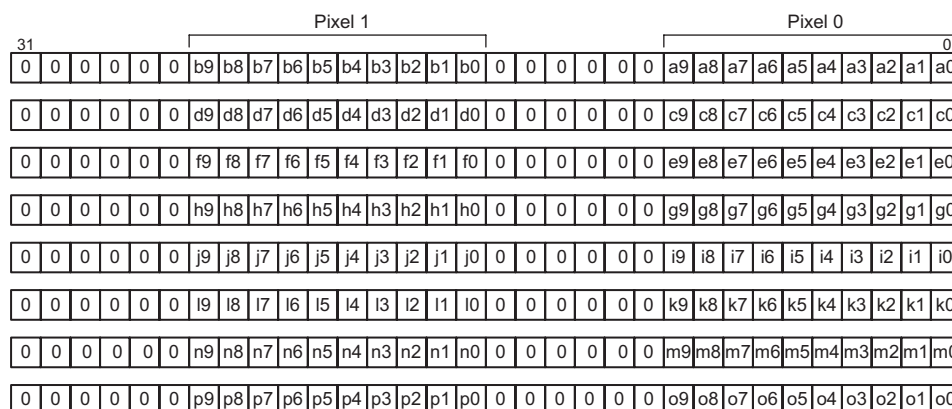 Pixel 1 Pixel 0
31 0
0 0 0 0 0 0 b9 b8 b7 b6 b5 b4 b3 b2 b1 b0 0 0 0 0 0 0 a9 a8 a7 a6 a5 a4 a3 a2 a1 a0
0 0 0 0 0 0 d9 d8 d7 d6 d5 d4 d3 d2 d1 d0 0 0 0 0 0 0 c9 c8 c7 c6 c5 c4 c3 c2 c1 c0
0 0 0 0 0 0 f9 f8 f7 f6 f5 f4 f3 f2 f1 f0 0 0 0 0 0 0 e9 e8 e7 e6 e5 e4 e3 e2 e1 e0
0 0 0 0 0 0 h9 h8 h7 h6 h5 h4 h3 h2 h1 h0 0 0 0 0 0 0 g9 g8 g7 g6 g5 g4 g3 g2 g1 g0
0 0 0 0 0 0 j9 j8 j7 j6 j5 j4 j3 j2 j1 j0 0 0 0 0 0 0 i9 i8 i7 i6 i5 i4 i3 i2 i1 i0
0 0 0 0 0 0 l9 l8 l7 l6 l5 l4 l3 l2 l1 l0 0 0 0 0 0 0 k9 k8 k7 k6 k5 k4 k3 k2 k1 k0
0 0 0 0 0 0 n9 n8 n7 n6 n5 n4 n3 n2 n1 n0 0 0 0 0 0 0 m9 m8 m7 m6 m5 m4 m3 m2 m1 m0
0 0 0 0 0 0 p9 p8 p7 p6 p5 p4 p3 p2 p1 p0 0 0 0 0 0 0 o9 o8 o7 o6 o5 o4 o3 o2 o1 o0